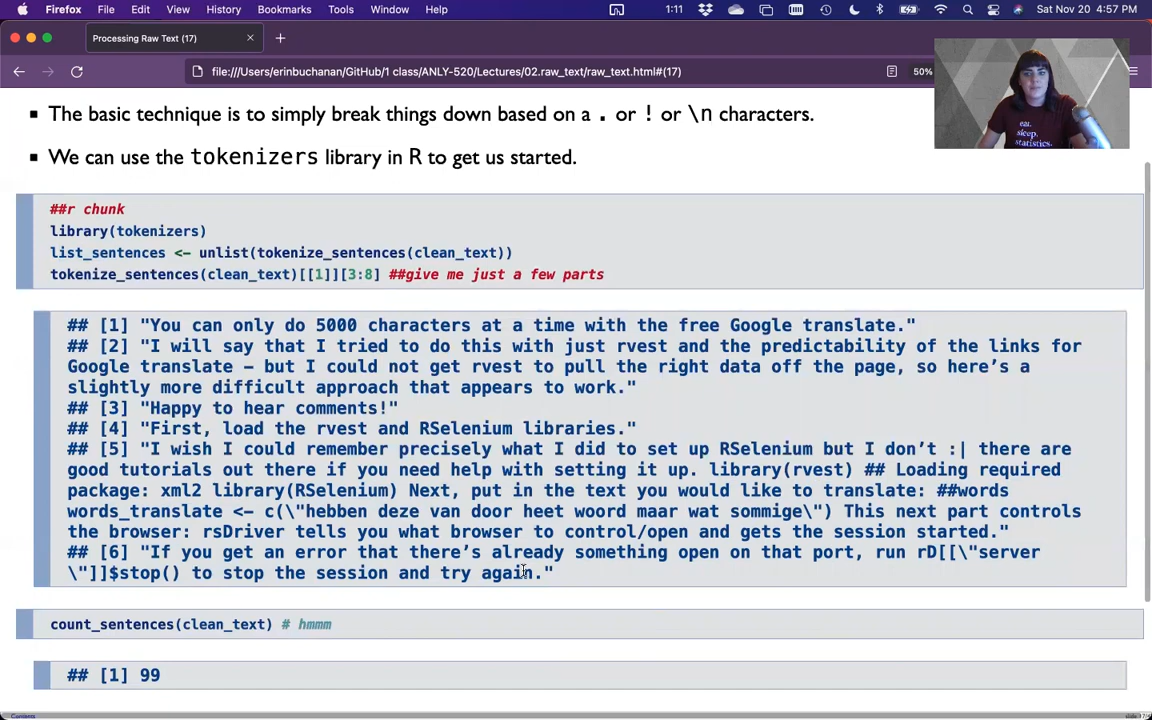 Firefox File Edit View History Bookmarks Tools Window Help 1:11 Sat Nov 20 4:57 PM
Processing Raw Text (17)
file:///Users/erinbuchanan/GitHub/1 class/ANLY-520/Lectures/02.raw_text/raw_text.html#(17) 50%
eat.
sleep.
statistics.
▪ The basic technique is to simply break things down based on a . or ! or \n characters.
▪ We can use the tokenizers library in R to get us started.
##r chunk
library(tokenizers)
list_sentences <- unlist(tokenize_sentences(clean_text))
tokenize_sentences(clean_text)[[1]][3:8] ##give me just a few parts
## [1] "You can only do 5000 characters at a time with the free Google translate."
## [2] "I will say that I tried to do this with just rvest and the predictability of the links for
Google translate – but I could not get rvest to pull the right data off the page, so here’s a
slightly more difficult approach that appears to work."
## [3] "Happy to hear comments!"
## [4] "First, load the rvest and RSelenium libraries."
## [5] "I wish I could remember precisely what I did to set up RSelenium but I don’t :| there are
good tutorials out there if you need help with setting it up. library(rvest) ## Loading required
package: xml2 library(RSelenium) Next, put in the text you would like to translate: ##words
words_translate <- c(\"hebben deze van door heet woord maar wat sommige\") This next part controls
the browser: rsDriver tells you what browser to control/open and gets the session started."
## [6] "If you get an error that there’s already something open on that port, run rD[[\"server
\"]]$stop() to stop the session and try again."
count_sentences(clean_text) # hmmm
## [1] 99
Contents